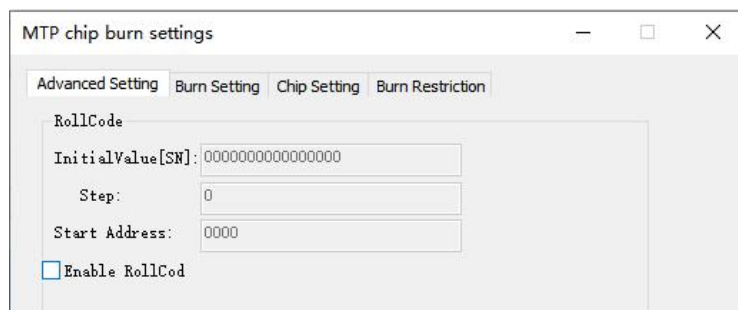 MTP chip burn settings
Advanced Setting Burn Setting Chip Setting Burn Restriction
RollCode
InitialValue[SN]: 0000000000000000
Step: 0
Start Address: 0000
Enable RollCod